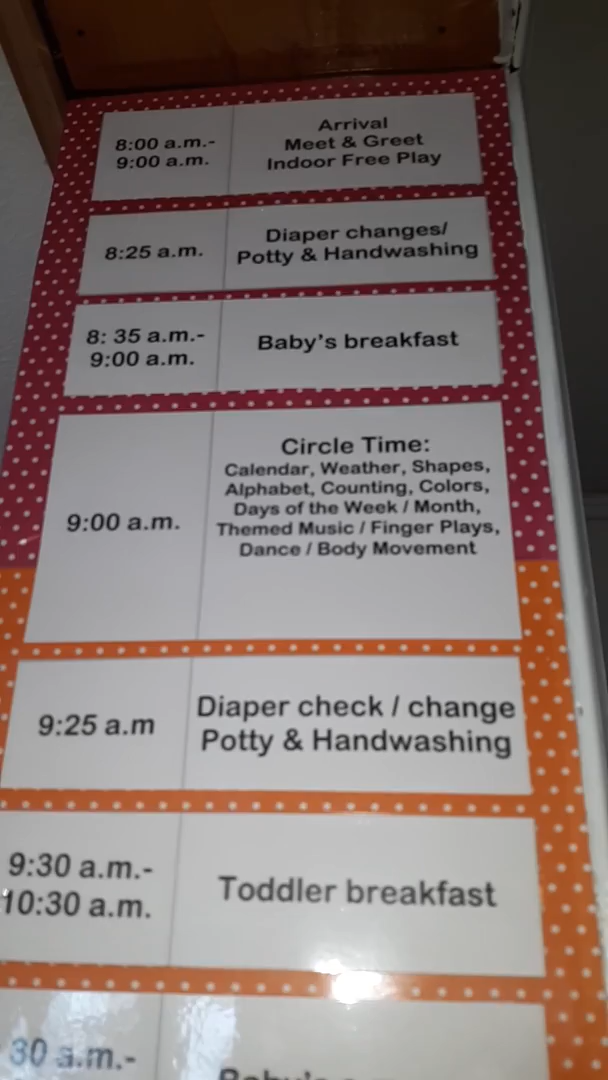 8:00 a.m.-
9:00 a.m.
Arrival
Meet & Greet
Indoor Free Play
8:25 a.m.
Diaper changes/
Potty & Handwashing
8: 35 a.m.-
9:00 a.m.
Baby's breakfast
9:00 a.m.
Circle Time:
Calendar, Weather, Shapes,
Alphabet, Counting, Colors,
Days of the Week / Month,
Themed Music / Finger Plays,
Dance / Body Movement
9:25 a.m
Diaper check / change
Potty & Handwashing
9:30 a.m.-
10:30 a.m.
Toddler breakfast
30 a.m.-
Baby's